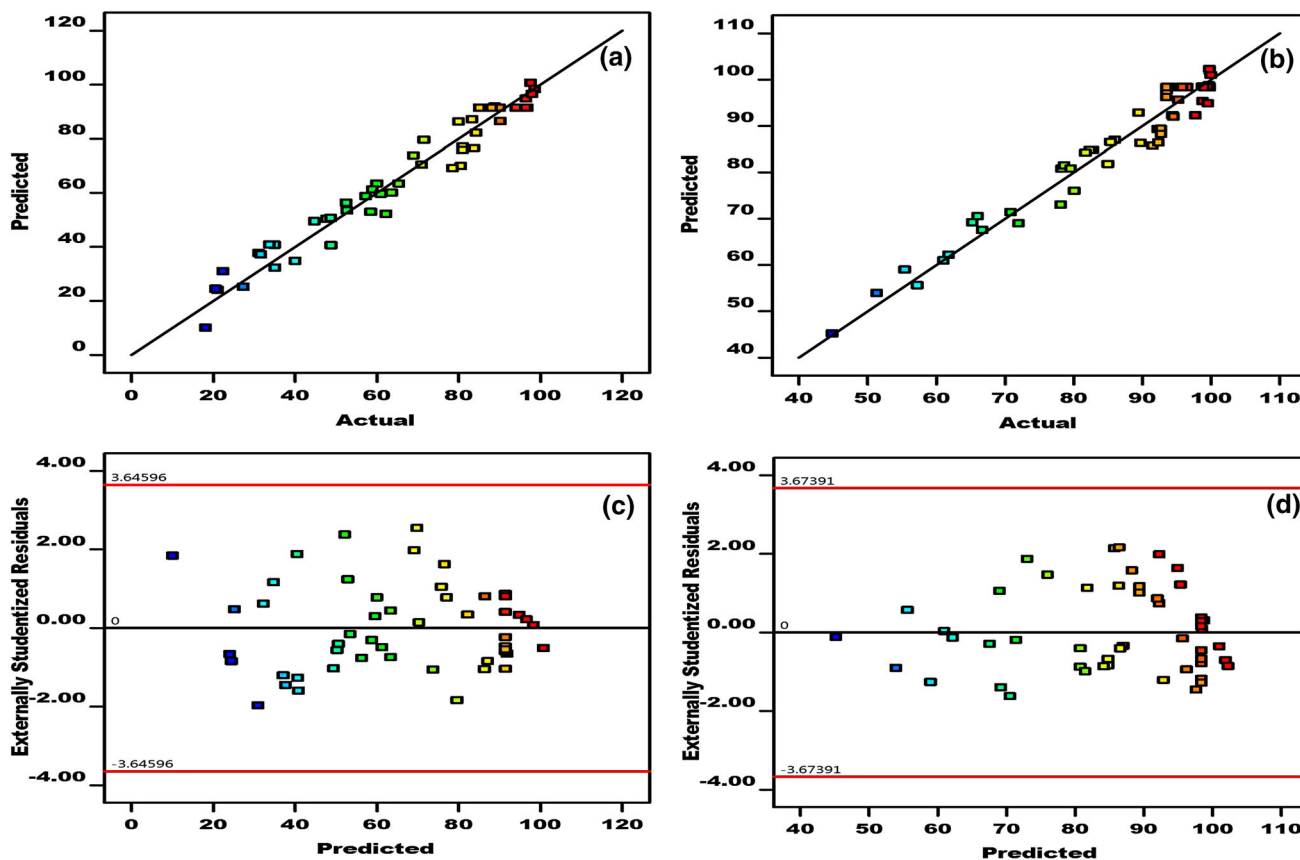 (a)
120
100
80
60
40
20
0
Predicted
0 20 40 60 80 100 120
Actual
(b)
110
100
90
80
70
60
50
40
Predicted
40 50 60 70 80 90 100 110
Actual
(c)
4.00
2.00
0.00
-2.00
-4.00
Externally Studentized Residuals
3.64596
0
-3.64596
0 20 40 60 80 100 120
Predicted
(d)
4.00
2.00
0.00
-2.00
-4.00
Externally Studentized Residuals
3.67391
0
-3.67391
40 50 60 70 80 90 100 110
Predicted